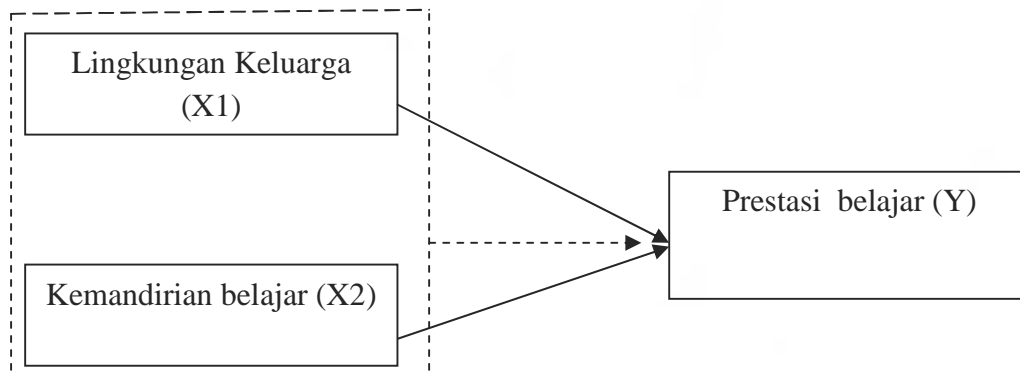 Lingkungan Keluarga
(X1)
Prestasi  belajar (Y)
Kemandirian belajar (X2)